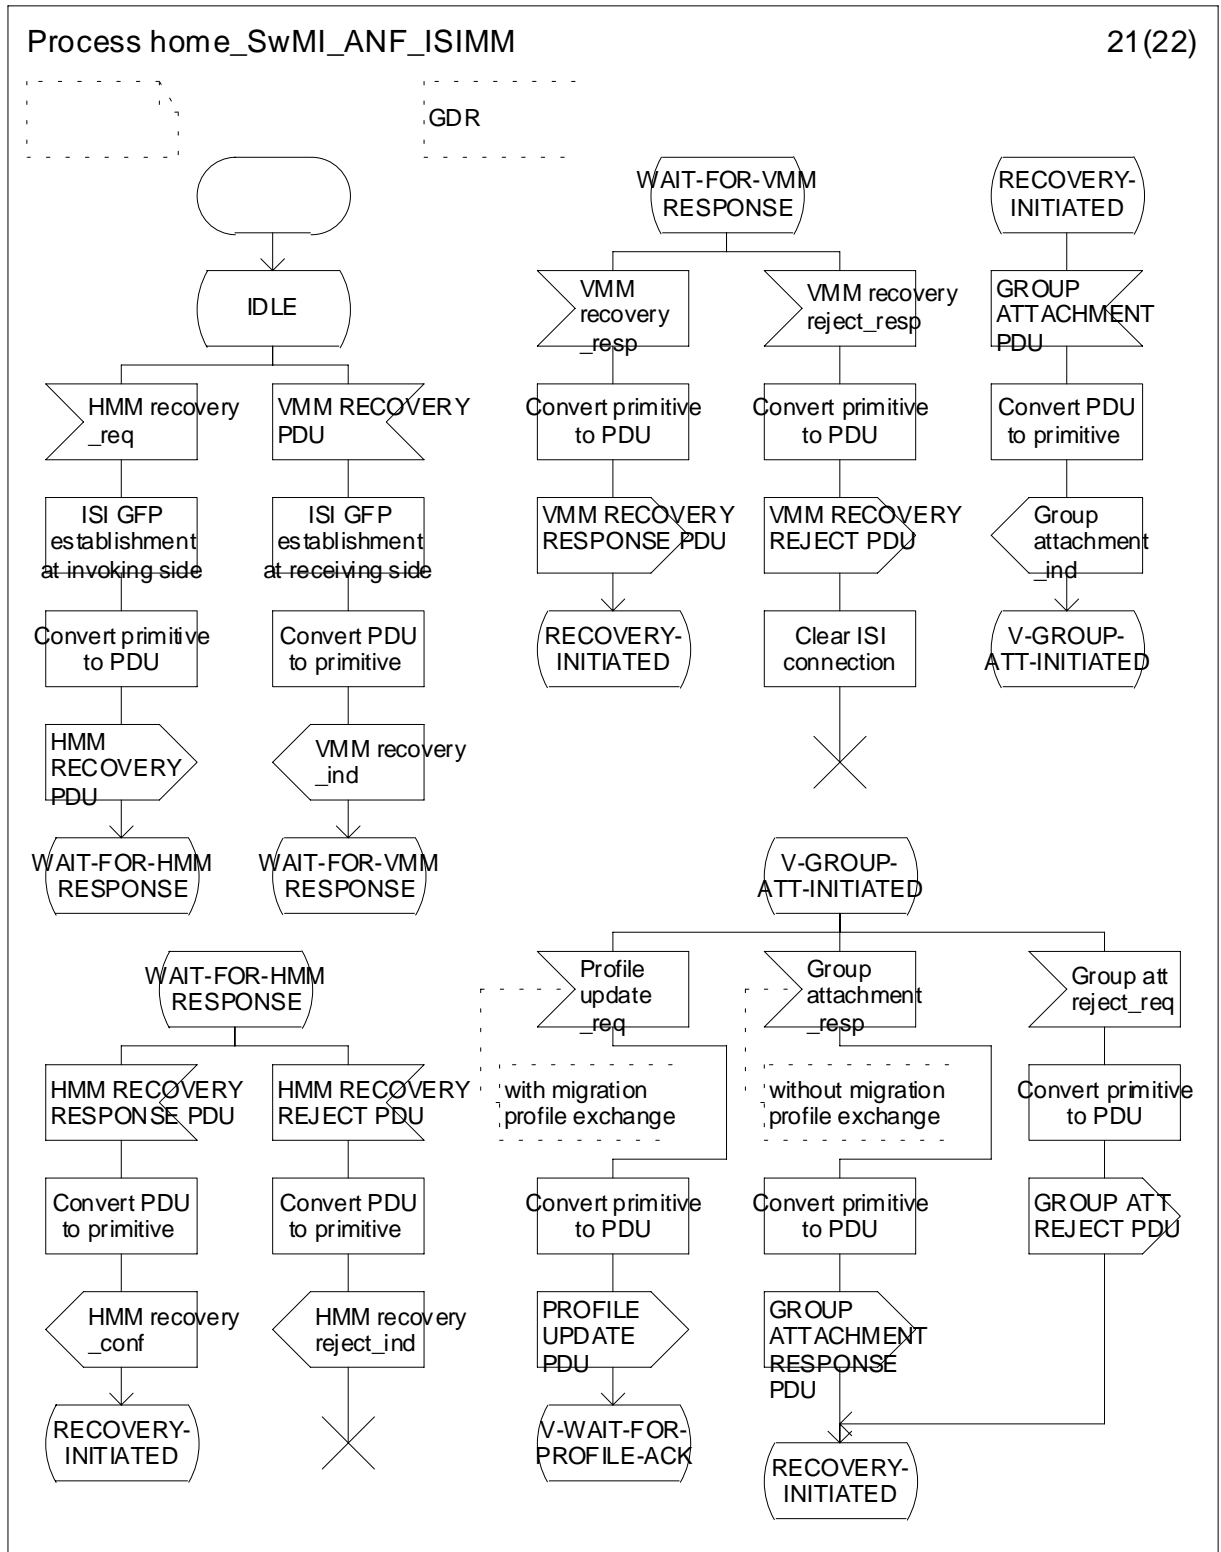 Process home_SwMI_ANF_ISIMM
21(22)
GDR
IDLE
HMM recovery
_req
ISI GFP
establishment
at invoking side
Convert primitive
to PDU
HMM
RECOVERY
PDU
WAIT-FOR-HMM
RESPONSE
VMM RECOVERY
PDU
ISI GFP
establishment
at receiving side
Convert PDU
to primitive
VMM recovery
_ind
WAIT-FOR-VMM
RESPONSE
WAIT-FOR-VMM
RESPONSE
VMM
recovery
_resp
Convert primitive
to PDU
VMM RECOVERY
RESPONSE PDU
RECOVERY-
INITIATED
VMM recovery
reject_resp
Convert primitive
to PDU
VMM RECOVERY
REJECT PDU
Clear ISI
connection
RECOVERY-
INITIATED
GROUP
ATTACHMENT
PDU
Convert PDU
to primitive
Group
attachment
_ind
V-GROUP-
ATT-INITIATED
WAIT-FOR-HMM
RESPONSE
HMM RECOVERY
RESPONSE PDU
Convert PDU
to primitive
HMM recovery
_conf
RECOVERY-
INITIATED
HMM RECOVERY
REJECT PDU
Convert PDU
to primitive
HMM recovery
reject_ind
V-GROUP-
ATT-INITIATED
Profile
update
_req
with migration
profile exchange
Convert primitive
to PDU
PROFILE
UPDATE
PDU
V-WAIT-FOR-
PROFILE-ACK
Group
attachment
_resp
without migration
profile exchange
Convert primitive
to PDU
GROUP
ATTACHMENT
RESPONSE
PDU
RECOVERY-
INITIATED
Group att
reject_req
Convert primitive
to PDU
GROUP ATT
REJECT PDU